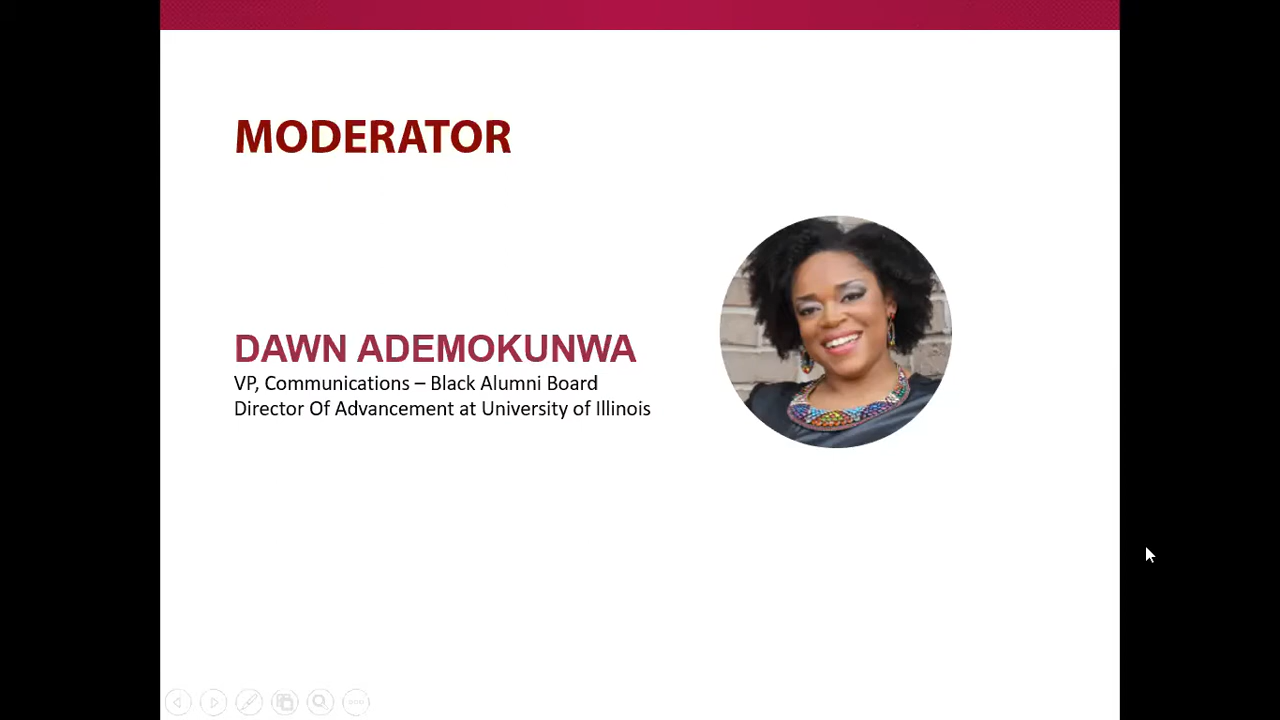 MODERATOR
DAWN ADEMOKUNWA
VP, Communications – Black Alumni Board
Director Of Advancement at University of Illinois